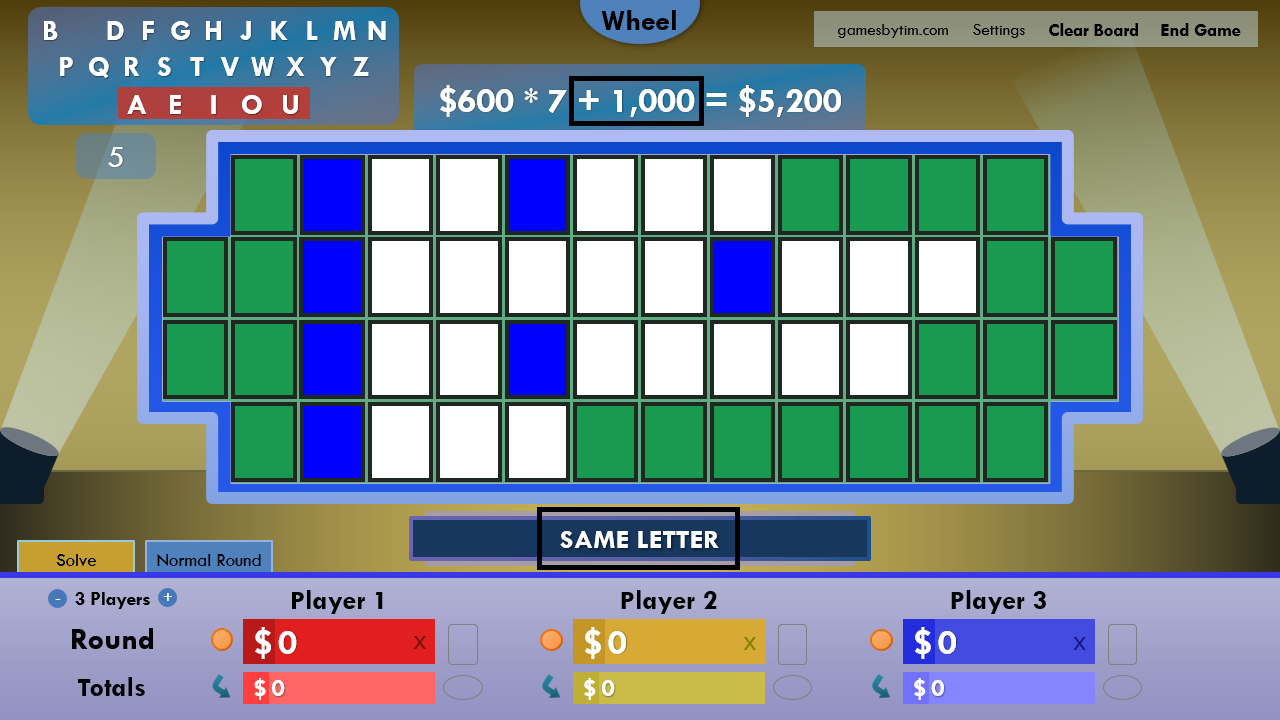 B D F G H J K L M N
P Q R S T V W X Y Z
A E I O U
5
Wheel
gamesbytim.com Settings Clear Board End Game
$600 * 7 + 1,000 = $5,200
SAME LETTER
Solve Normal Round
- 3 Players + Player 1 Player 2 Player 3
Round $0 x $0 x $0 x
Totals $0 $0 $0